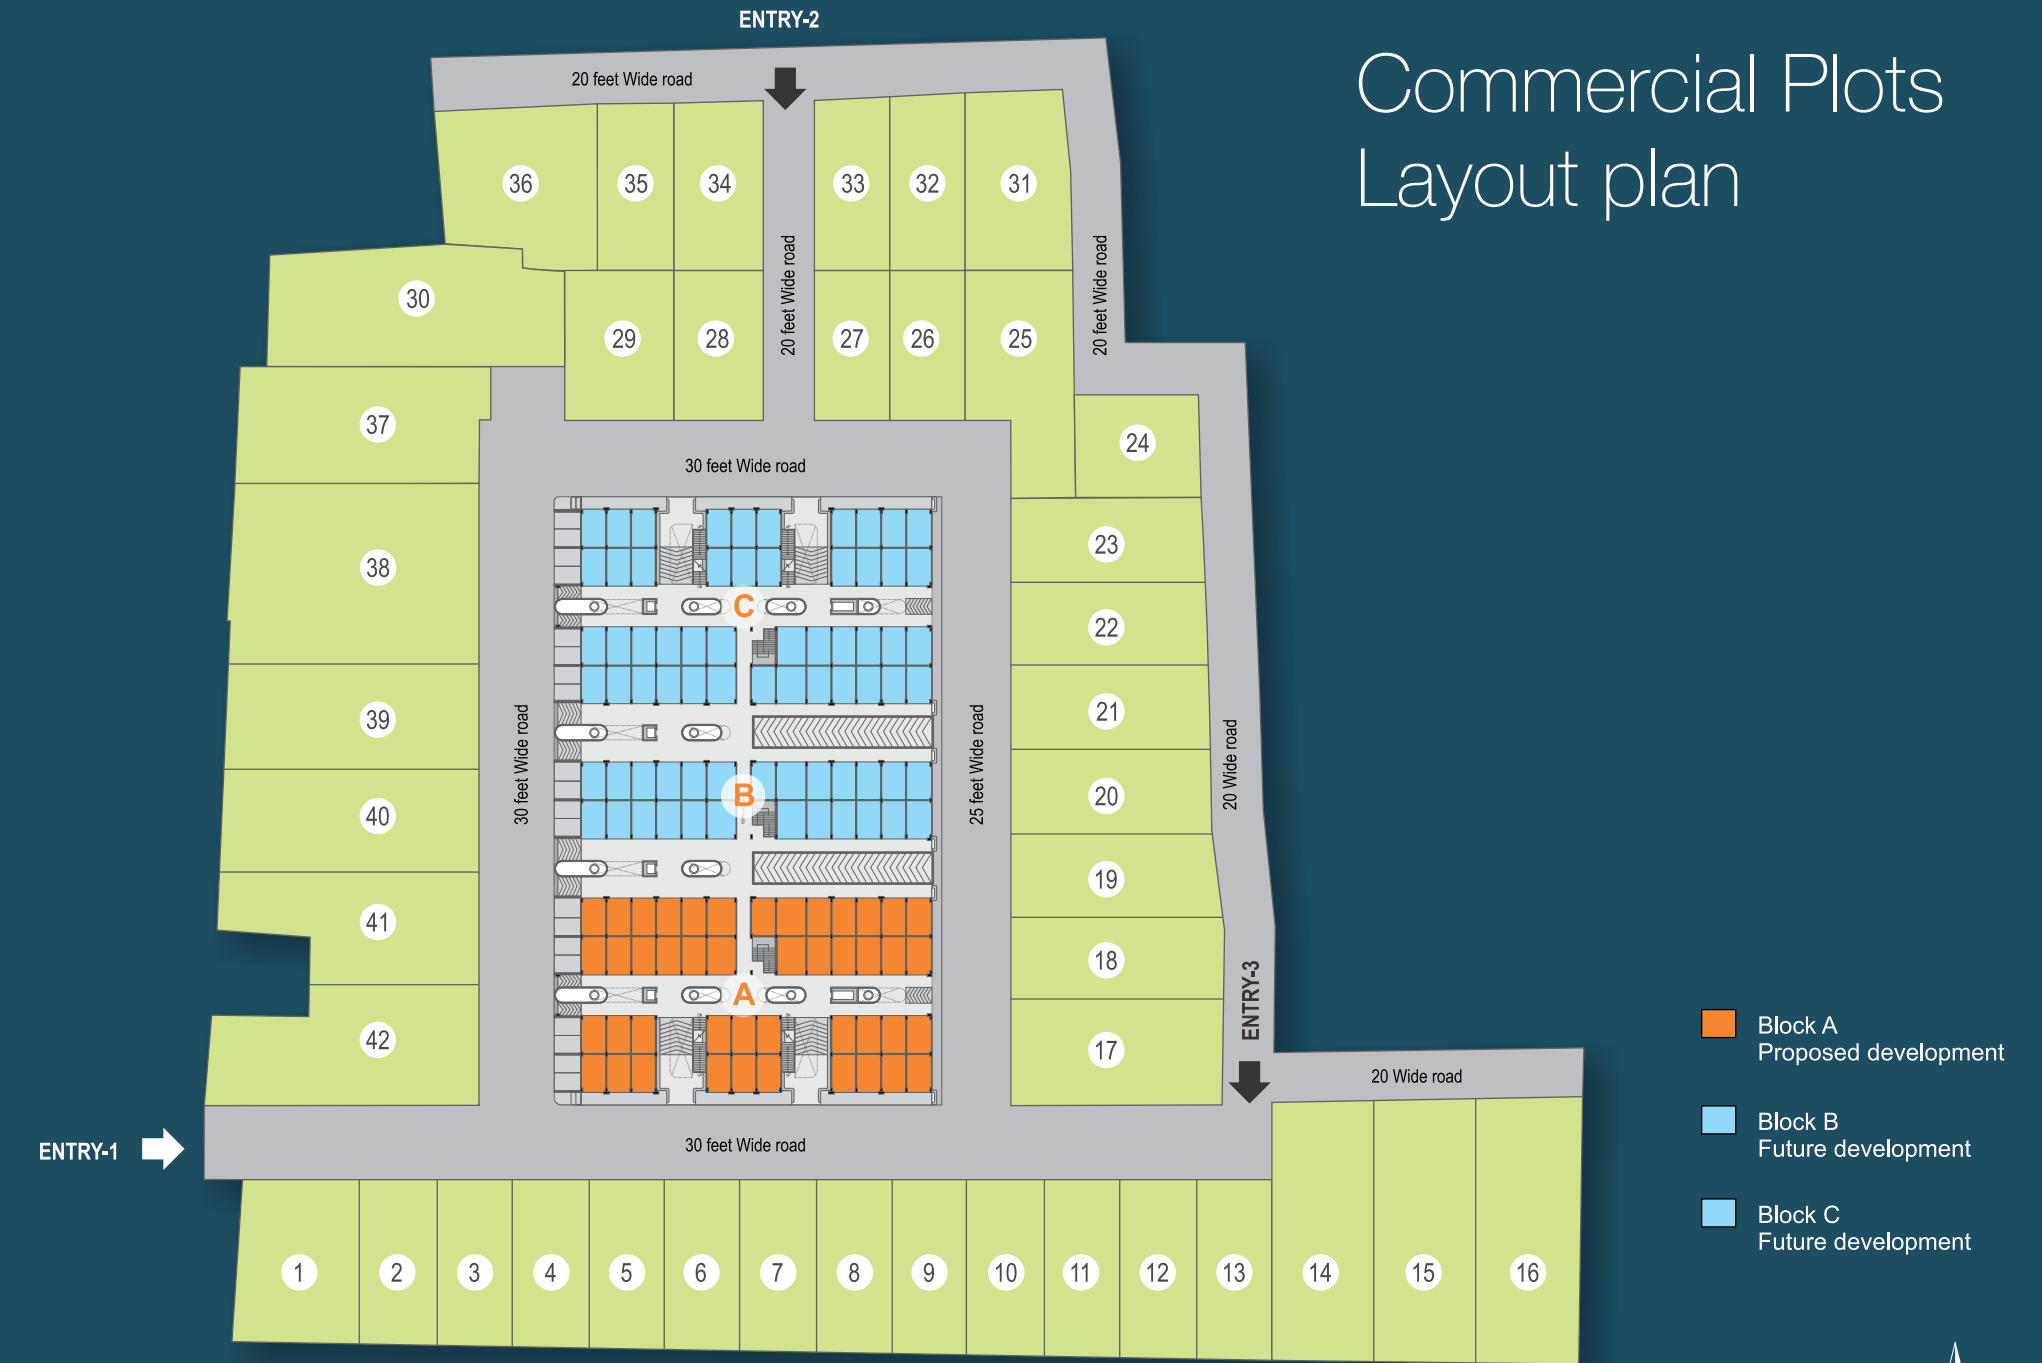 ENTRY-2
Commercial Plots
Layout plan
20 feet Wide road
36
35
34
33
32
31
20 feet Wide road
20 feet Wide road
30
29
28
27
26
25
37
24
30 feet Wide road
38
23
C
22
39
21
30 feet Wide road
25 feet Wide road
20 Wide road
40
B
20
41
19
18
A
ENTRY-3
42
17
Block A
Proposed development
20 Wide road
Block B
Future development
ENTRY-1
30 feet Wide road
Block C
Future development
1
2
3
4
5
6
7
8
9
10
11
12
13
14
15
16